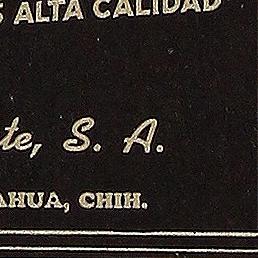 ALTA CALIDAD
te, S. A.
AHUA, CHIH.